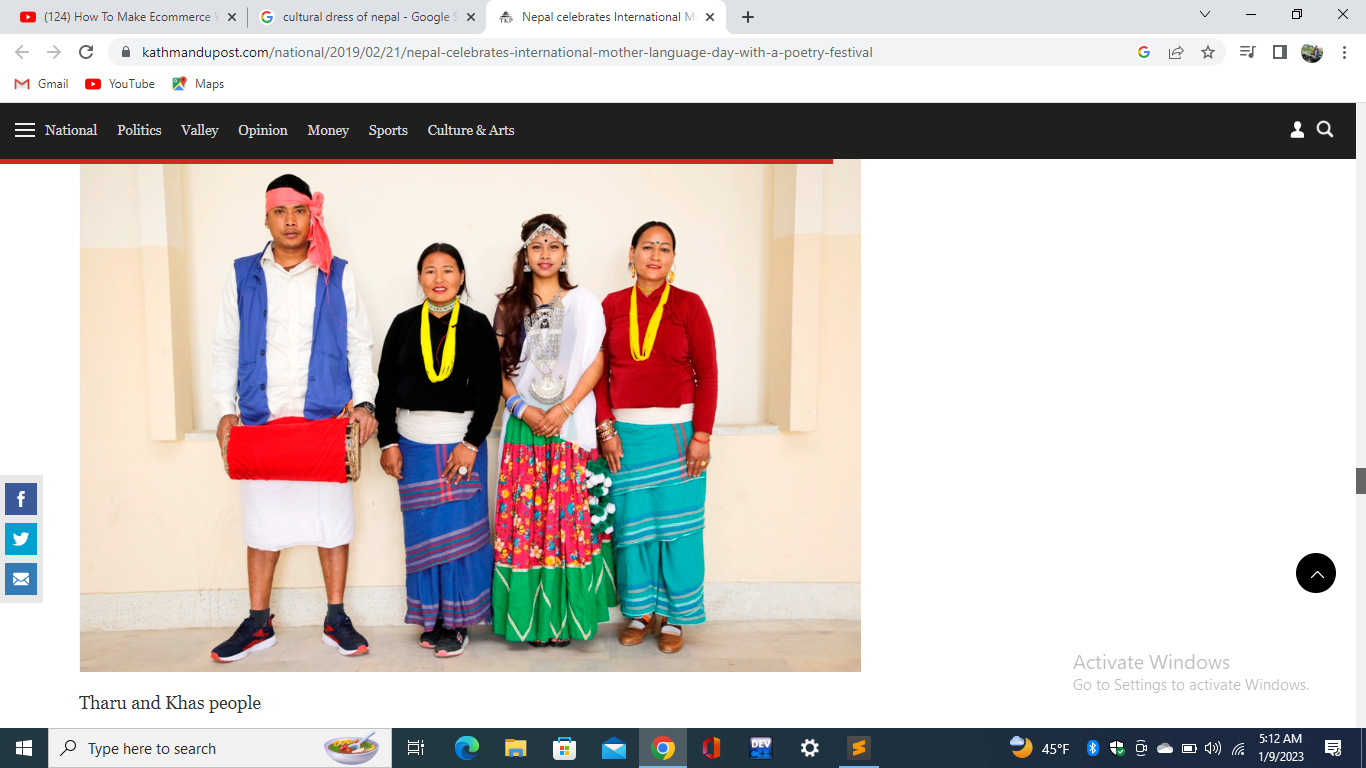 (124) How To Make Ecommerce
cultural dress of nepal - Google
Nepal celebrates International
kathmandupost.com/national/2019/02/21/nepal-celebrates-international-mother-language-day-with-a-poetry-festival
Gmail YouTube Maps
National Politics Valley Opinion Money Sports Culture & Arts
Tharu and Khas people
Activate Windows
Go to Settings to activate Windows.
Type here to search
DEV
45°F
5:12 AM
1/9/2023